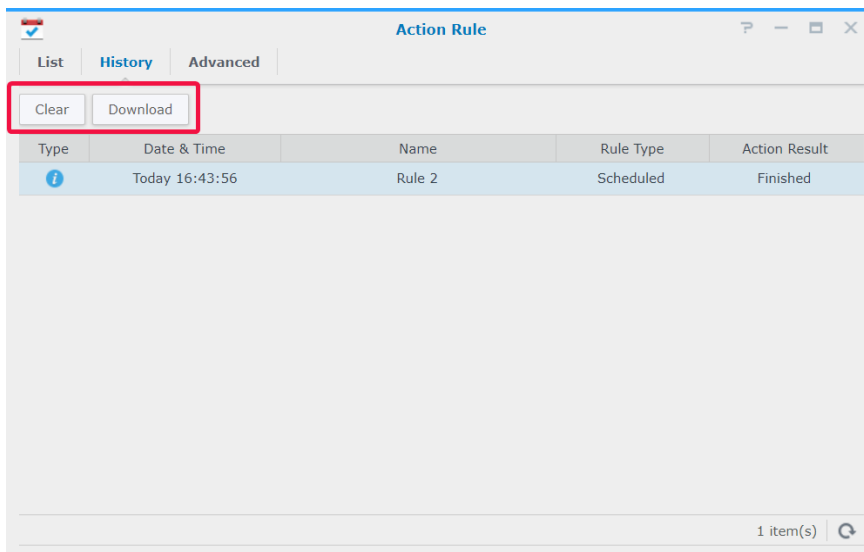 Action Rule
List History Advanced
Clear Download
Type Date & Time Name Rule Type Action Result
i Today 16:43:56 Rule 2 Scheduled Finished
1 item(s)